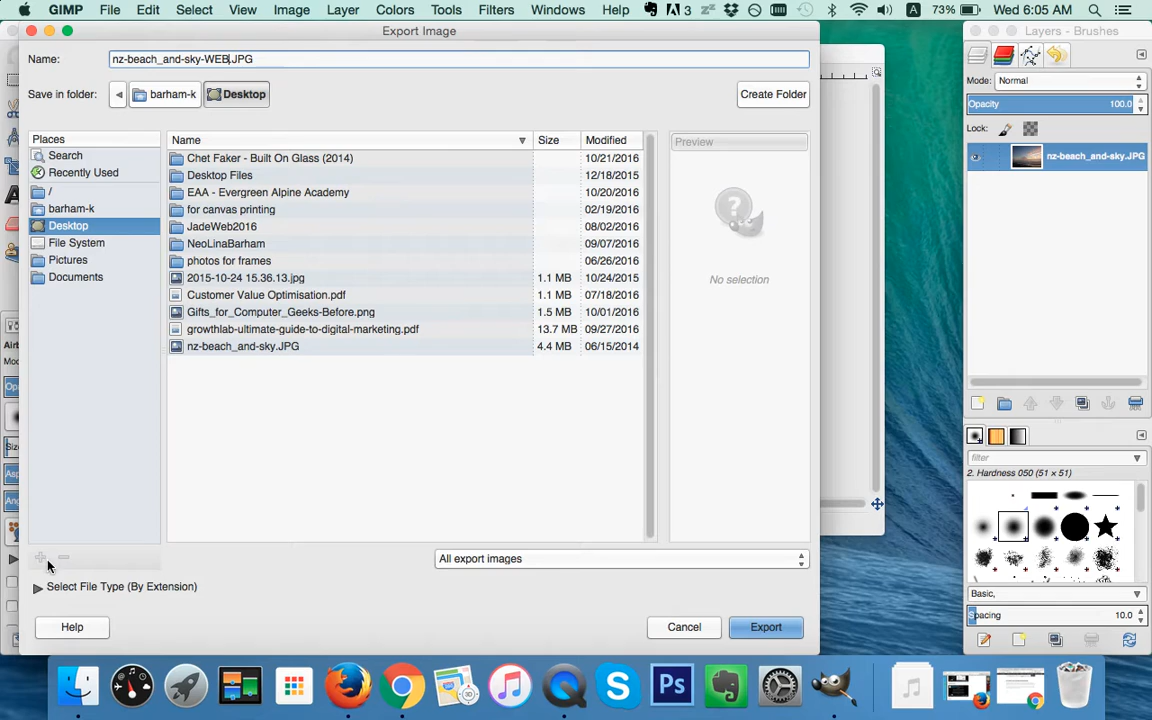 GIMP File Edit Select View Image Layer Colors Tools Filters Windows Help 3 73% Wed 6:05 AM
Export Image
Layers - Brushes
Name: nz-beach_and-sky-WEB.JPG
Save in folder: barham-k Desktop Create Folder
Mode: Normal
Opacity 100.0
Lock:
Places
Search
Recently Used
/
barham-k
Desktop
File System
Pictures
Documents
Name Size Modified
Chet Faker - Built On Glass (2014) 10/21/2016
Desktop Files 12/18/2015
EAA - Evergreen Alpine Academy 10/20/2016
for canvas printing 02/19/2016
JadeWeb2016 08/02/2016
NeoLinaBarham 09/07/2016
photos for frames 06/26/2016
2015-10-24 15.36.13.jpg 1.1 MB 10/24/2015
Customer Value Optimisation.pdf 1.1 MB 07/18/2016
Gifts_for_Computer_Geeks-Before.png 1.5 MB 10/01/2016
growthlab-ultimate-guide-to-digital-marketing.pdf 13.7 MB 09/27/2016
nz-beach_and-sky.JPG 4.4 MB 06/15/2014
Preview
No selection
nz-beach_and-sky.JPG
filter
2. Hardness 050 (51 × 51)
Basic,
Spacing 10.0
All export images
Select File Type (By Extension)
Help Cancel Export
Ps